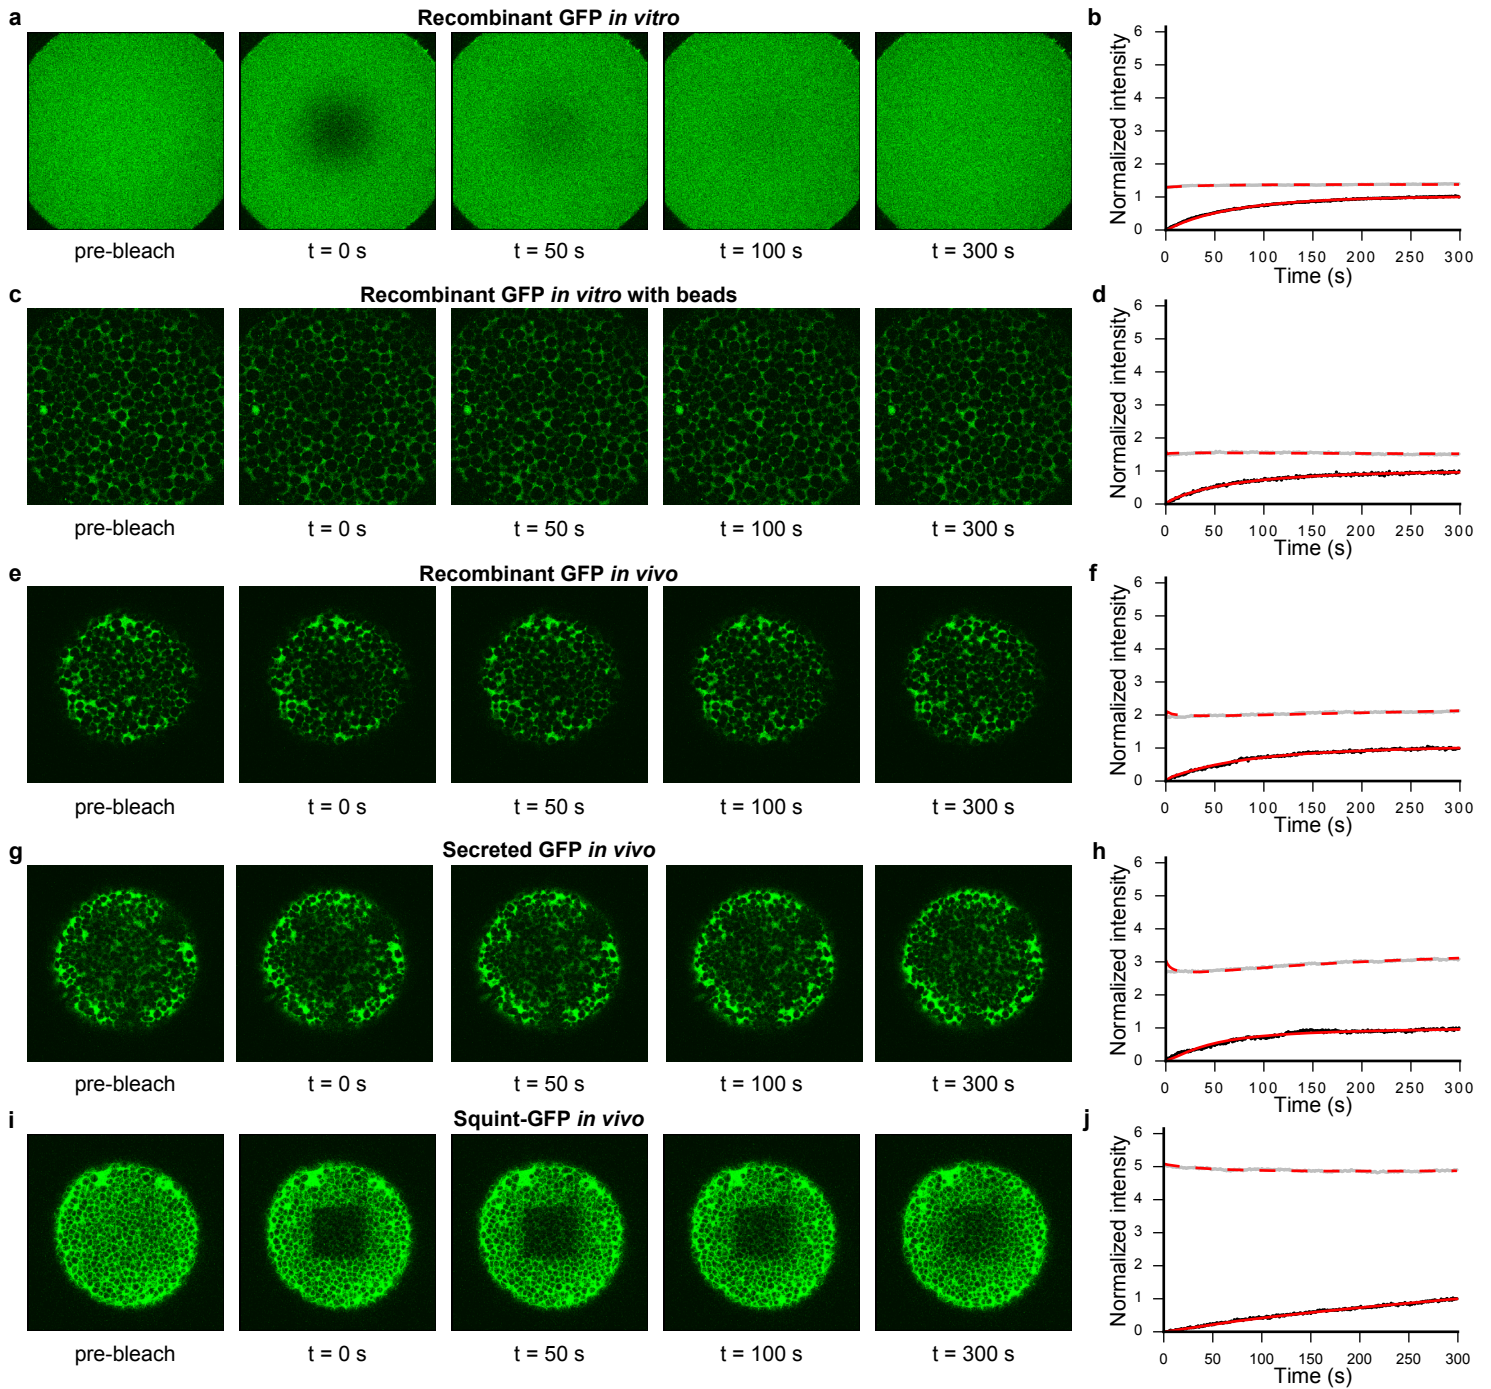 a
Recombinant GFP in vitro
pre-bleach
t = 0 s
t = 50 s
t = 100 s
t = 300 s
b
Normalized intensity
6
5
4
3
2
1
0
0 50 100 150 200 250 300
Time (s)
c
Recombinant GFP in vitro with beads
pre-bleach
t = 0 s
t = 50 s
t = 100 s
t = 300 s
d
Normalized intensity
6
5
4
3
2
1
0
0 50 100 150 200 250 300
Time (s)
e
Recombinant GFP in vivo
pre-bleach
t = 0 s
t = 50 s
t = 100 s
t = 300 s
f
Normalized intensity
6
5
4
3
2
1
0
0 50 100 150 200 250 300
Time (s)
g
Secreted GFP in vivo
pre-bleach
t = 0 s
t = 50 s
t = 100 s
t = 300 s
h
Normalized intensity
6
5
4
3
2
1
0
0 50 100 150 200 250 300
Time (s)
i
Squint-GFP in vivo
pre-bleach
t = 0 s
t = 50 s
t = 100 s
t = 300 s
j
Normalized intensity
6
5
4
3
2
1
0
0 50 100 150 200 250 300
Time (s)